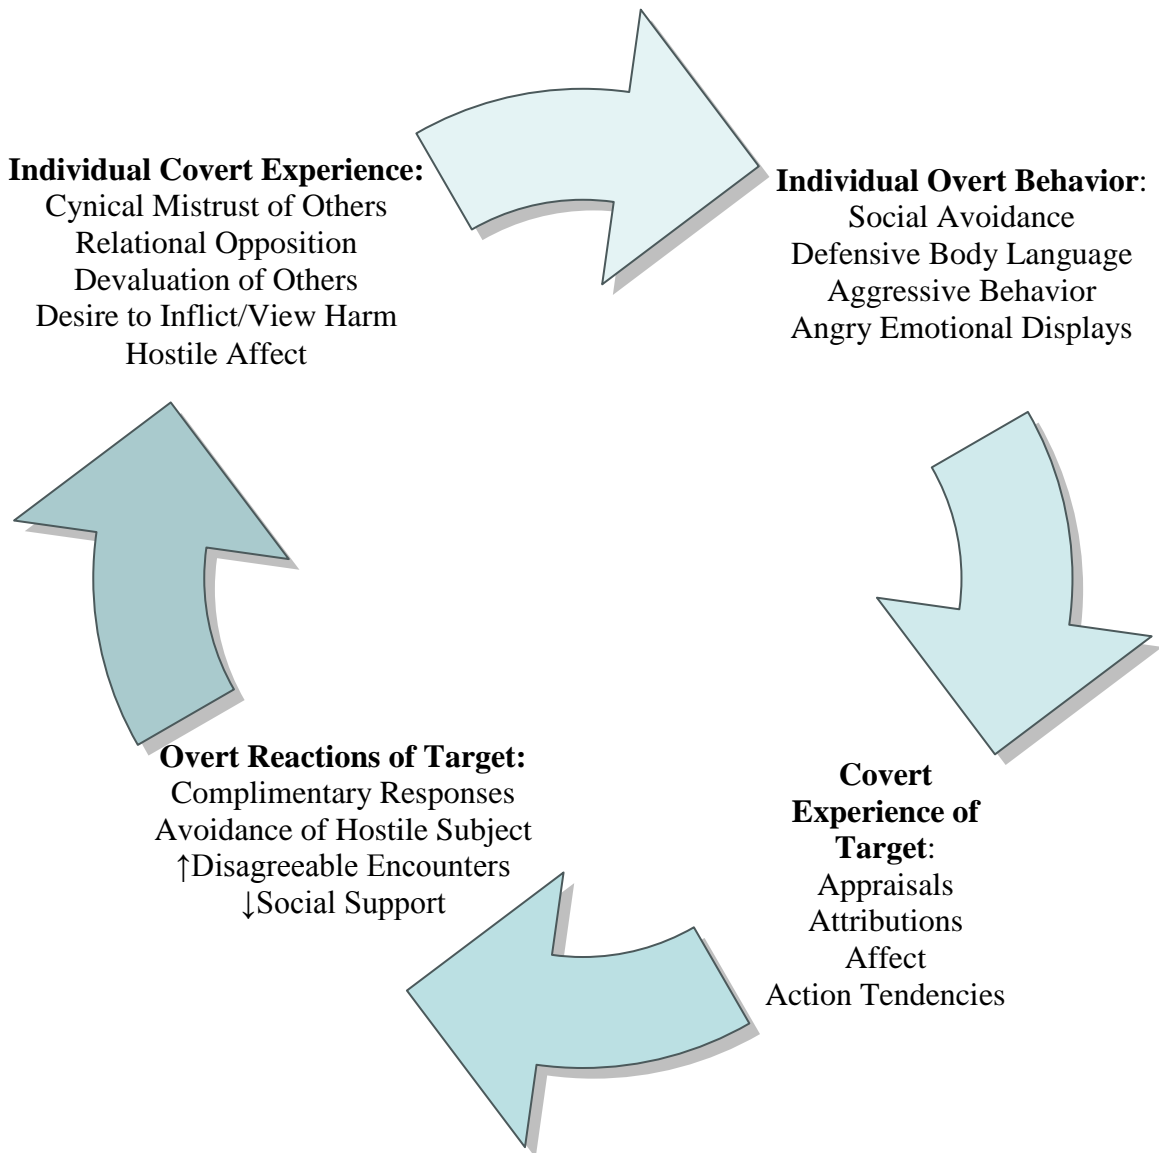 Individual Covert Experience:
Cynical Mistrust of Others
Relational Opposition
Devaluation of Others
Desire to Inflict/View Harm
Hostile Affect
Individual Overt Behavior:
Social Avoidance
Defensive Body Language
Aggressive Behavior
Angry Emotional Displays
Covert
Experience of
Target:
Appraisals
Attributions
Affect
Action Tendencies
Overt Reactions of Target:
Complimentary Responses
Avoidance of Hostile Subject
↑Disagreeable Encounters
↓Social Support